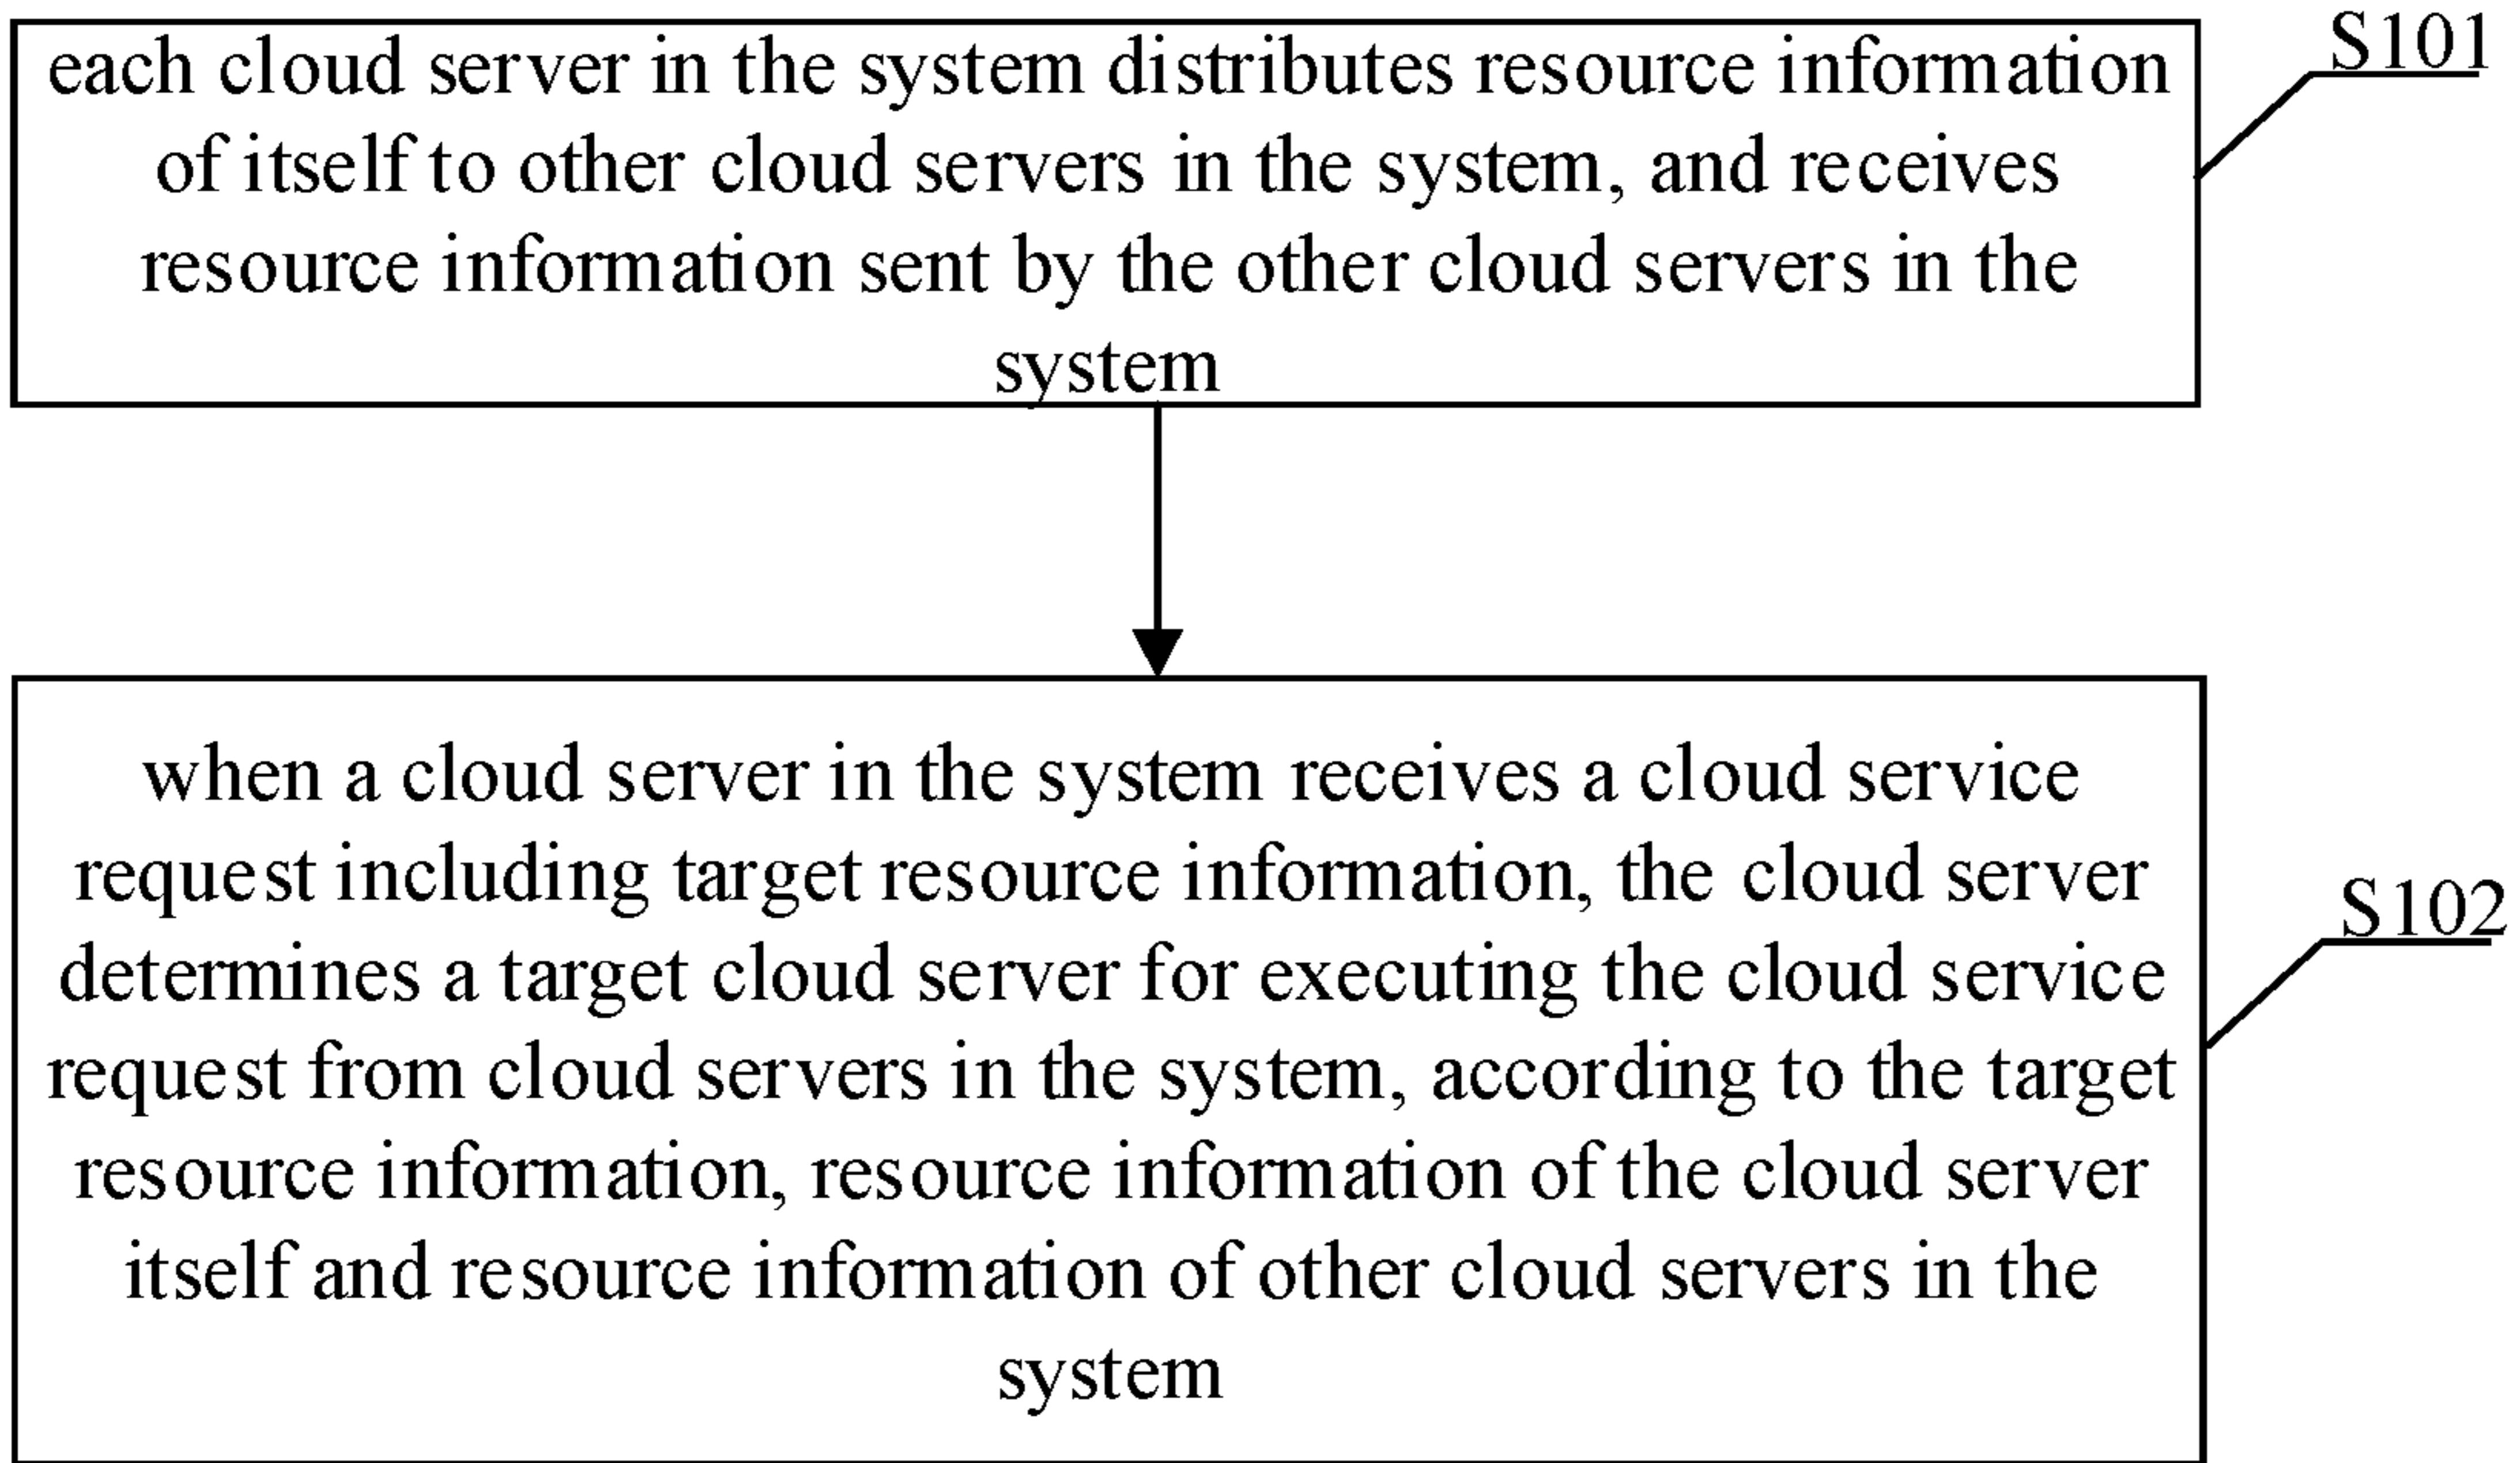 each cloud server in the system distributes resource information
of itself to other cloud servers in the system, and receives
resource information sent by the other cloud servers in the
system
S101
when a cloud server in the system receives a cloud service
request including target resource information, the cloud server
determines a target cloud server for executing the cloud service
request from cloud servers in the system, according to the target
resource information, resource information of the cloud server
itself and resource information of other cloud servers in the
system
S102